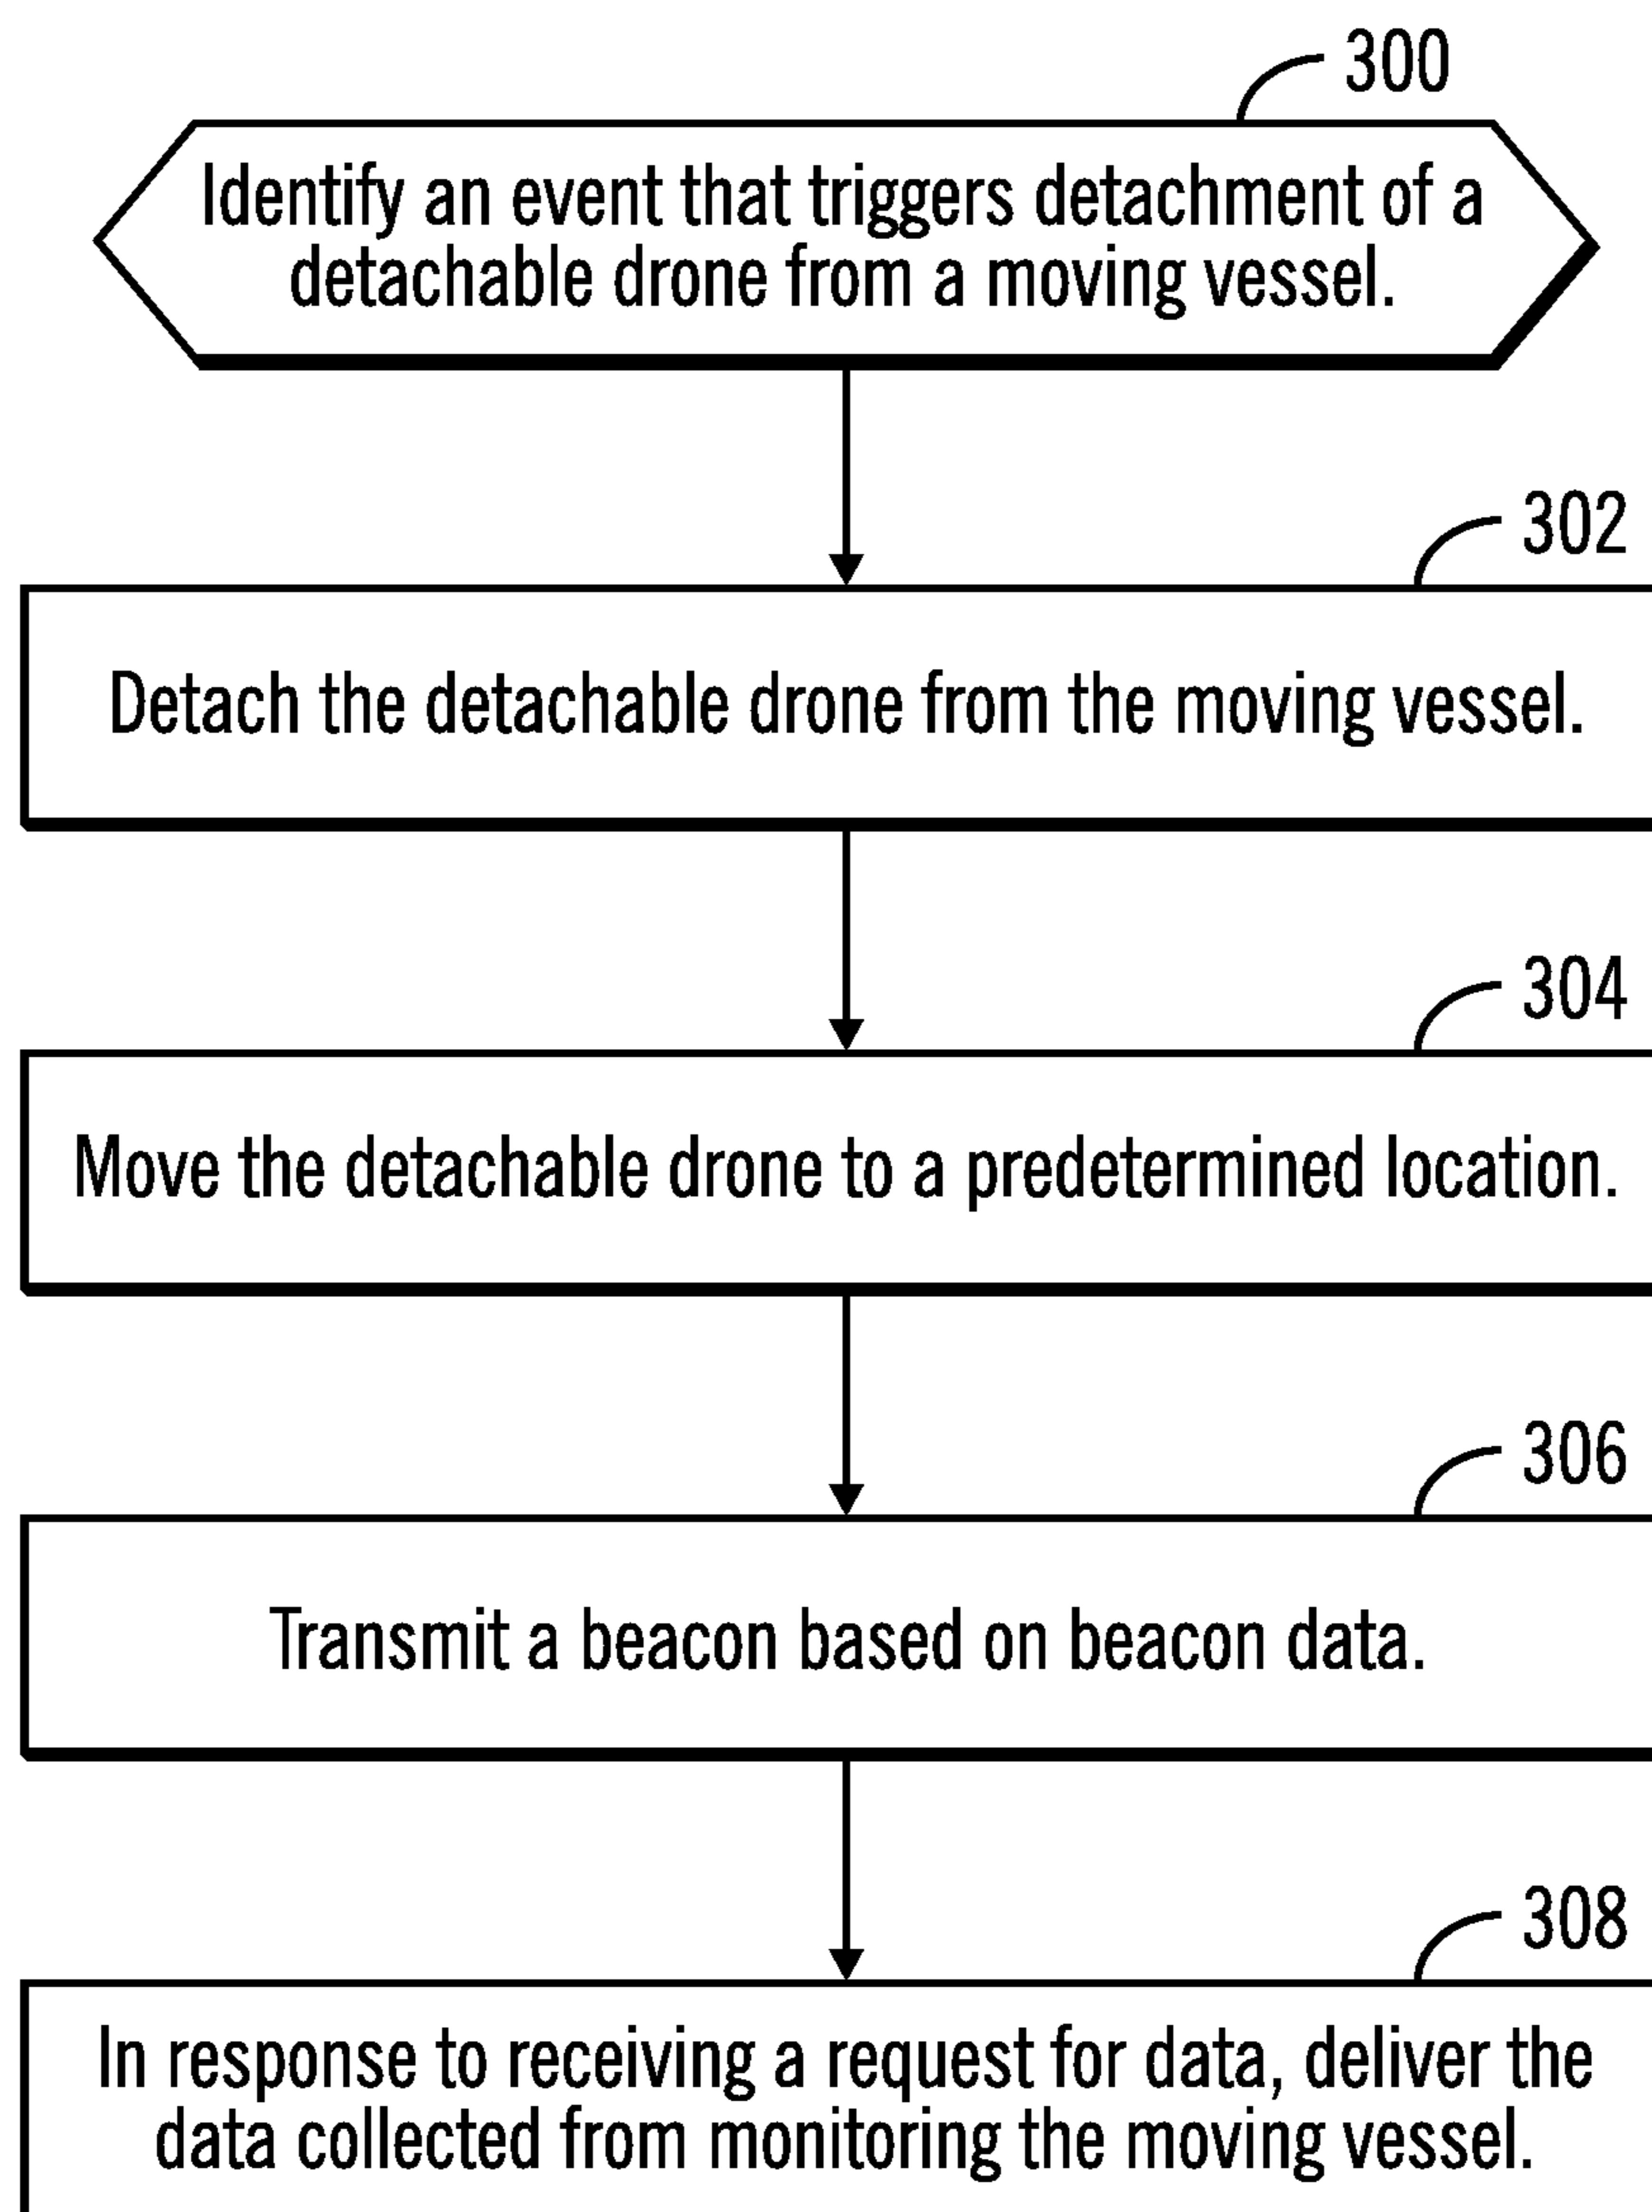 300
Identify an event that triggers detachment of a
detachable drone from a moving vessel.
302
Detach the detachable drone from the moving vessel.
304
Move the detachable drone to a predetermined location.
306
Transmit a beacon based on beacon data.
308
In response to receiving a request for data, deliver the
data collected from monitoring the moving vessel.